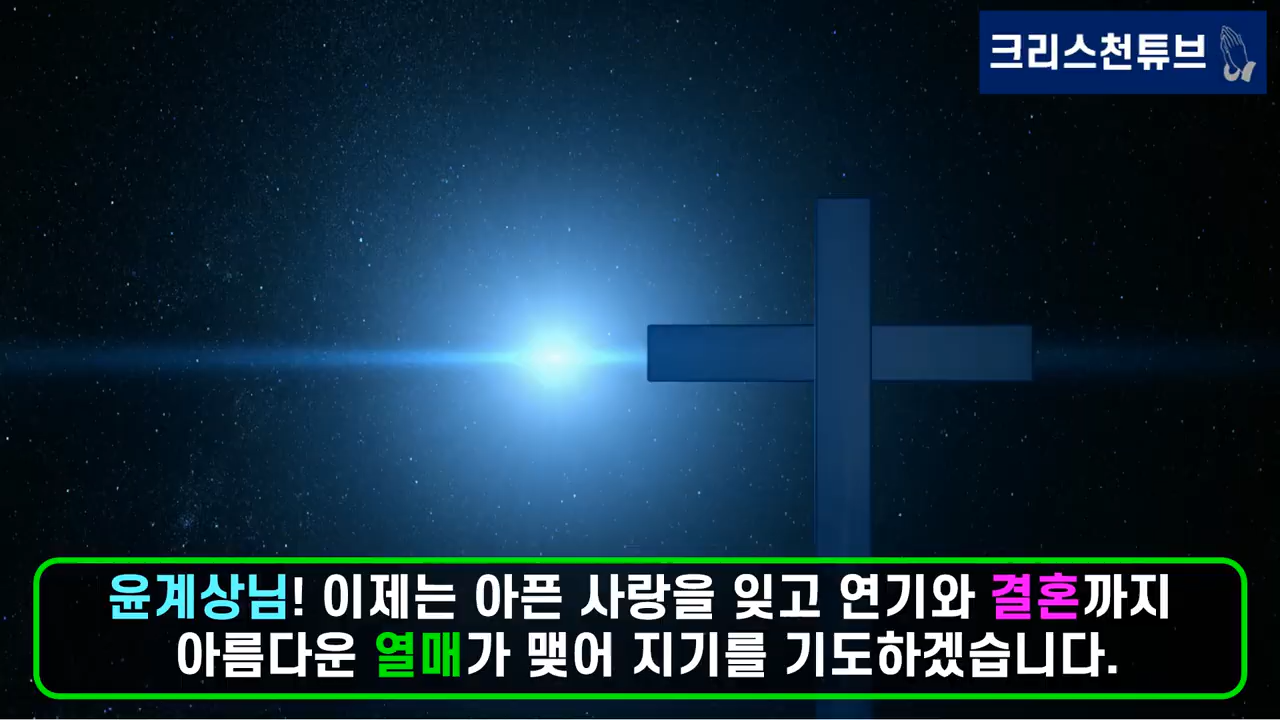 크리스천튜브
윤계상님! 이제는 아픈 사랑을 잊고 연기와 결혼까지
아름다운 열매가 맺어 지기를 기도하겠습니다.